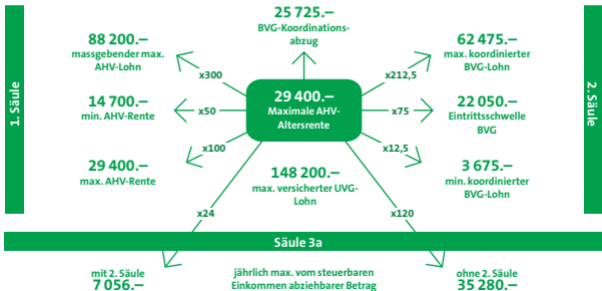 25 725.–
BVG-Koordinations-
abzug
88 200.–
massgebender max.
AHV-Lohn
62 475.–
max. koordinierter
BVG-Lohn
x300
x212,5
1. Säule
14 700.–
min. AHV-Rente
x50
29 400.–
Maximale AHV-
Altersrente
x75
22 050.–
Eintrittsschwelle
BVG
2. Säule
x100
x12,5
29 400.–
max. AHV-Rente
148 200.–
max. versicherter UVG-
Lohn
3 675.–
min. koordinierter
BVG-Lohn
x24
x120
Säule 3a
mit 2. Säule
7 056.–
jährlich max. vom steuerbaren
Einkommen abziehbarer Betrag
ohne 2. Säule
35 280.–